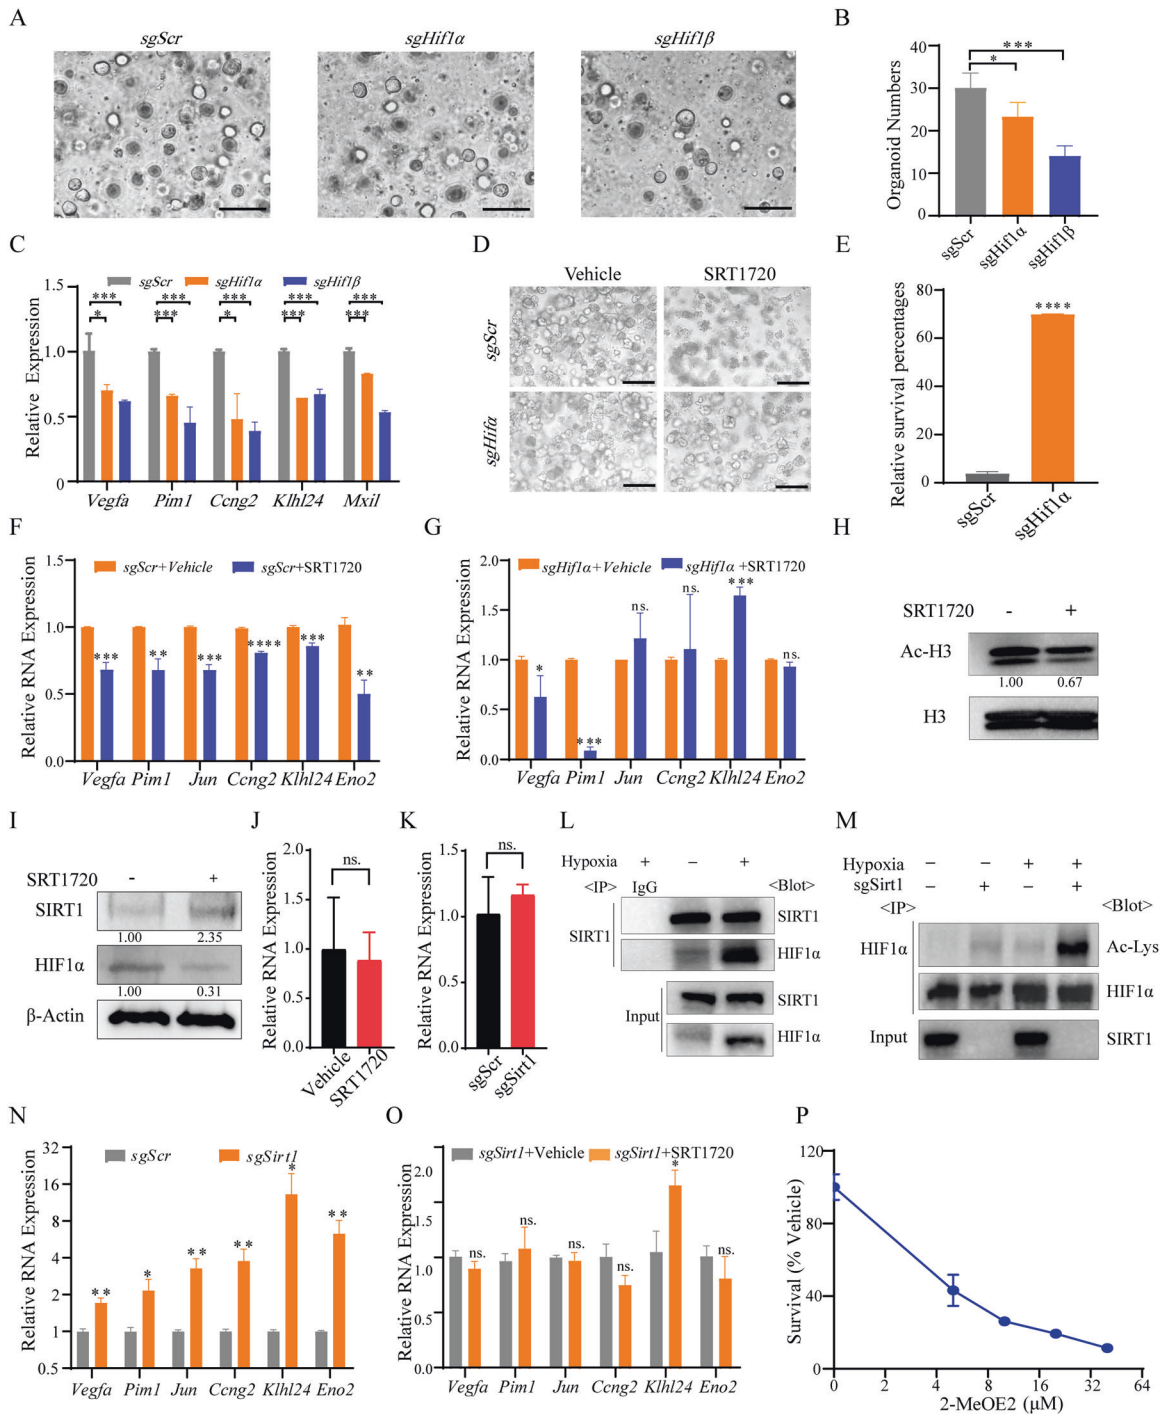 A
sgScr
sgHif1α
sgHif1β
B
Organoid Numbers
40
30
20
10
0
*
***
sgScr
sgHif1α
sgHif1β
C
sgScr
sgHif1α
sgHif1β
Relative Expression
1.5
1.0
0.5
0
*** *** *** *** ***
* *** * *** ***
Vegfa Pim1 Ccng2 Klhl24 Mxil
D
Vehicle SRT1720
sgScr
sgHifα
E
Relative survival percentages
80
60
40
20
0
****
sgScr
sgHif1α
F
sgScr+Vehicle sgScr+SRT1720
Relative RNA Expression
1.5
1.0
0.5
0.0
*** ** *** **** *** **
Vegfa Pim1 Jun Ccng2 Klhl24 Eno2
G
sgHif1α+Vehicle sgHif1α +SRT1720
Relative RNA Expression
2.0
1.5
1.0
0.5
0.0
* *** ns. ns. *** ns.
Vegfa Pim1 Jun Ccng2 Klhl24 Eno2
H
SRT1720 - +
Ac-H3
1.00 0.67
H3
I
SRT1720 - +
SIRT1
1.00 2.35
HIF1α
1.00 0.31
β-Actin
J
Relative RNA Expression
2.0
1.5
1.0
0.5
0.0
ns.
Vehicle
SRT1720
K
Relative RNA Expression
1.5
1.0
0.5
0.0
ns.
sgScr
sgSirt1
L
Hypoxia + – +
<IP> IgG <Blot>
SIRT1
SIRT1
HIF1α
Input
SIRT1
HIF1α
M
Hypoxia – – + +
sgSirt1 – + – +
<IP> <Blot>
HIF1α
Ac-Lys
HIF1α
Input SIRT1
N
sgScr sgSirt1
Relative RNA Expression
32
16
8
4
2
1
0.5
** * ** ** * **
Vegfa Pim1 Jun Ccng2 Klhl24 Eno2
O
sgSirt1+Vehicle sgSirt1+SRT1720
Relative RNA Expression
2.0
1.5
1.0
0.5
0.0
ns. ns. ns. ns. * ns.
Vegfa Pim1 Jun Ccng2 Klhl24 Eno2
P
Survival (% Vehicle)
120
80
40
0
0 2 4 8 16 32 64
2-MeOE2 (μM)